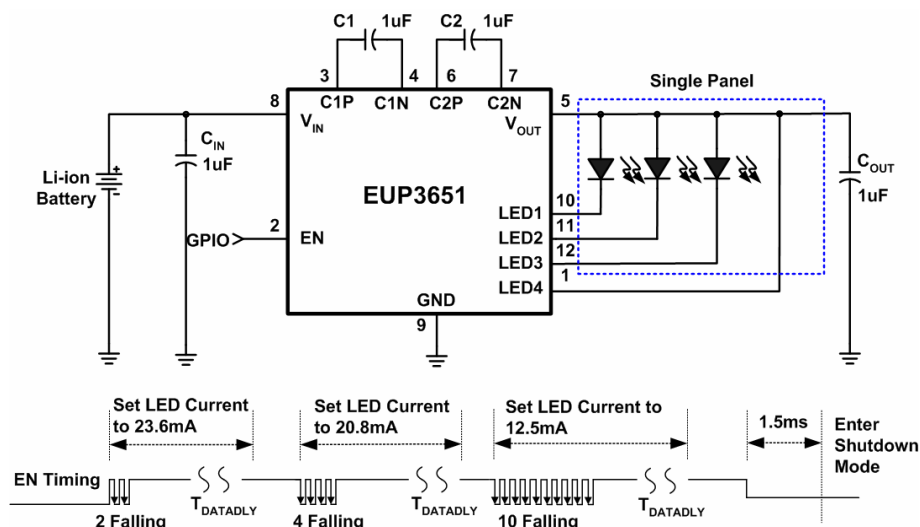 C1 1uF C2 1uF
3 4 6 7
C1P C1N C2P C2N
Single Panel
8 5
VIN VOUT
CIN
1uF
Li-ion
Battery
+
-
EUP3651
COUT
1uF
10
LED1
2 11
GPIO EN LED2
12
LED3
1
LED4
GND
9
Set LED Current
to 23.6mA
Set LED Current
to 20.8mA
Set LED Current to
12.5mA
1.5ms
Enter
Shutdown
Mode
EN Timing
TDATADLY TDATADLY TDATADLY
2 Falling 4 Falling 10 Falling